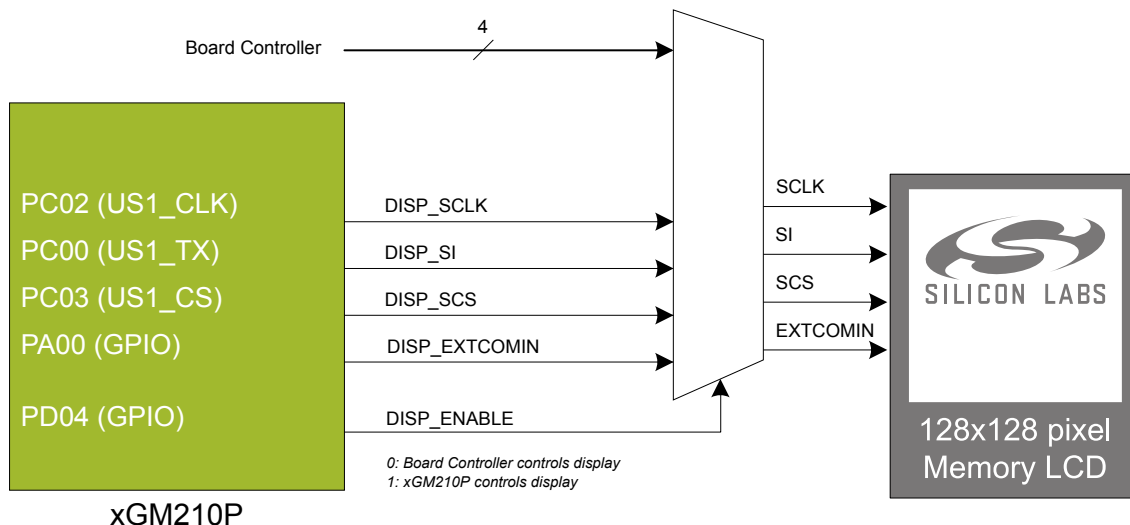 4
Board Controller
PC02 (US1_CLK)
PC00 (US1_TX)
PC03 (US1_CS)
PA00 (GPIO)
PD04 (GPIO)
xGM210P
DISP_SCLK
DISP_SI
DISP_SCS
DISP_EXTCOMIN
DISP_ENABLE
0: Board Controller controls display
1: xGM210P controls display
SCLK
SI
SCS
EXTCOMIN
SILICON LABS
128x128 pixel
Memory LCD